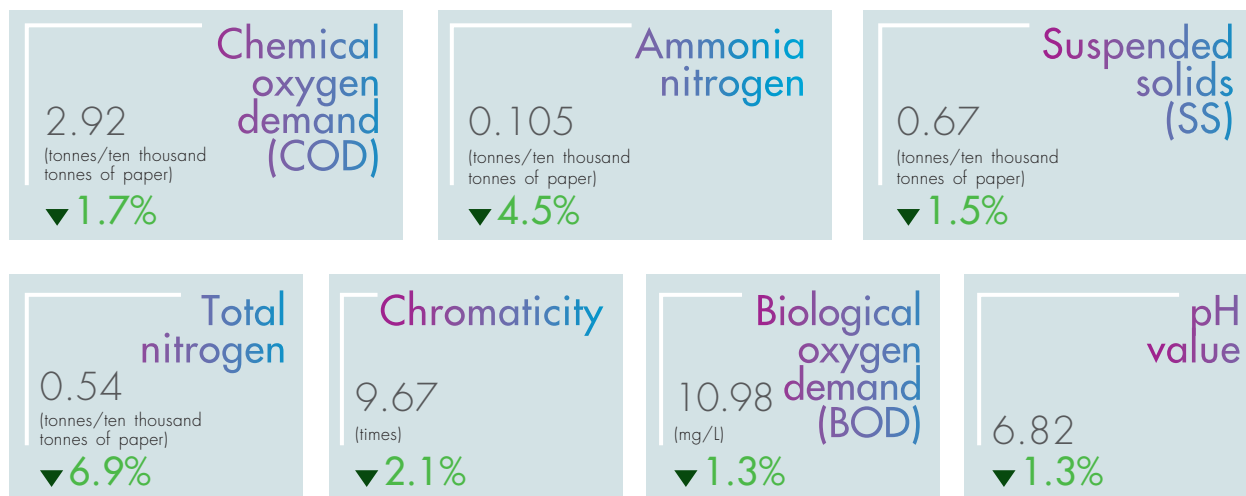 Chemical
oxygen
demand
(COD)
2.92
(tonnes/ten thousand
tonnes of paper)
▼1.7%
Ammonia
nitrogen
0.105
(tonnes/ten thousand
tonnes of paper)
▼4.5%
Suspended
solids
(SS)
0.67
(tonnes/ten thousand
tonnes of paper)
▼1.5%
Total
nitrogen
0.54
(tonnes/ten thousand
tonnes of paper)
▼6.9%
Chromaticity
9.67
(times)
▼2.1%
Biological
oxygen
demand
(BOD)
10.98
(mg/L)
▼1.3%
pH
value
6.82
▼1.3%